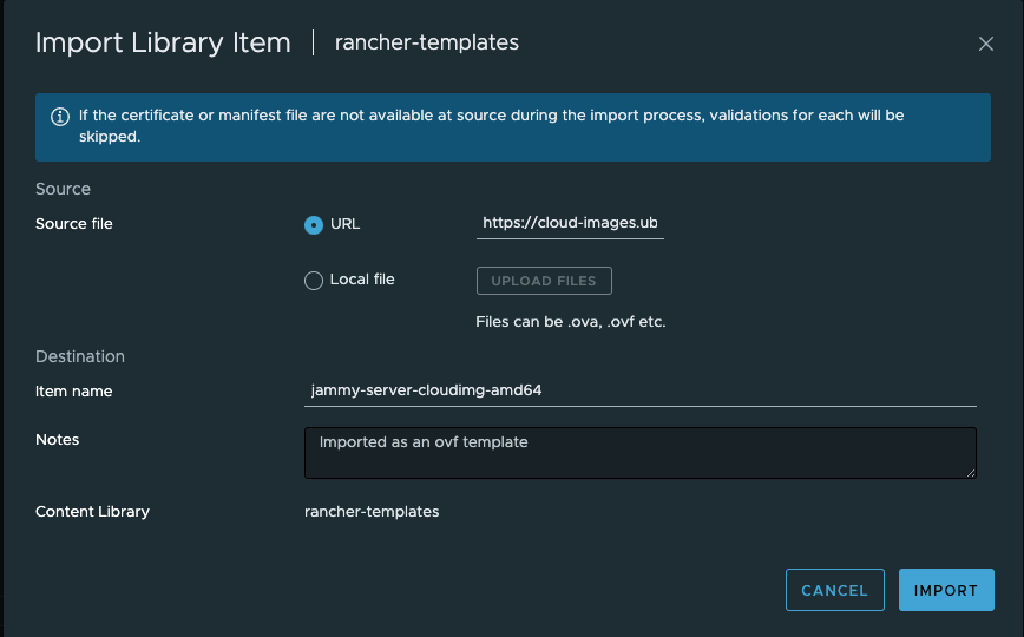 Import Library Item | rancher-templates
If the certificate or manifest file are not available at source during the import process, validations for each will be
skipped.
Source
Source file
URL
https://cloud-images.ub
Local file
UPLOAD FILES
Files can be .ova, .ovf etc.
Destination
Item name
jammy-server-cloudimg-amd64
Notes
Imported as an ovf template
Content Library
rancher-templates
CANCEL
IMPORT